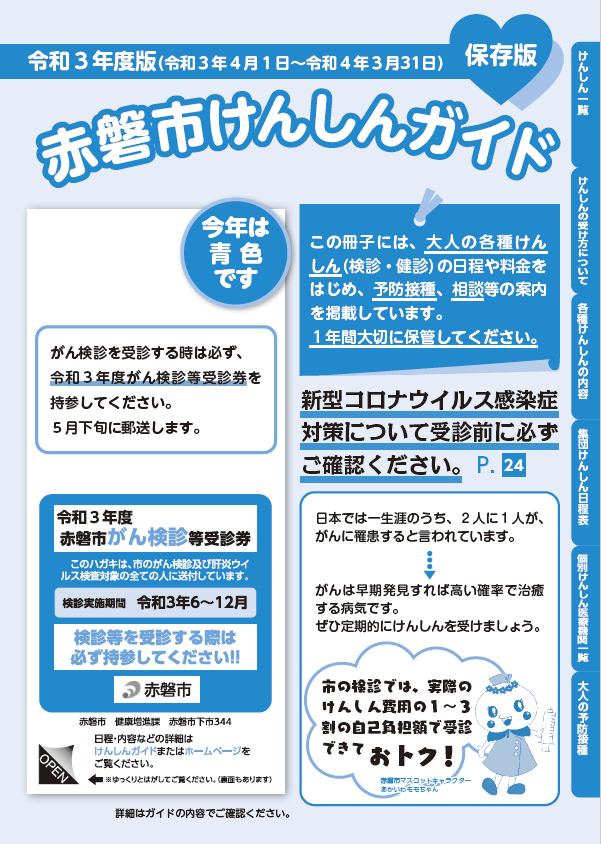 令和３年度版(令和３年４月１日～令和４年３月31日)
保存版
赤磐市けんしんガイド
今年は
青色
です
がん検診を受診する時は必ず、
令和３年度がん検診等受診券を
持参してください。
５月下旬に郵送します。
令和３年度
赤磐市がん検診等受診券
このハガキは、市のがん検診及び肝炎ウイ
ルス検査対象の全ての人に送付しています。
検診実施期間　令和3年6～12月
検診等を受診する際は
必ず持参してください!!
赤磐市
赤磐市　健康増進課　赤磐市下市344
日程・内容などの詳細は
けんしんガイドまたはホームページを
ご覧ください。
OPEN
※ゆっくりとはがしてご覧ください。（裏面もあります）
詳細はガイドの内容でご確認ください。
この冊子には、大人の各種けん
しん(検診・健診)の日程や料金を
はじめ、予防接種、相談等の案内
を掲載しています。
１年間大切に保管してください。
新型コロナウイルス感染症
対策について受診前に必ず
ご確認ください。P.24
日本では一生涯のうち、２人に１人が、
がんに罹患すると言われています。
がんは早期発見すれば高い確率で治癒
する病気です。
ぜひ定期的にけんしんを受けましょう。
市の検診では、実際の
けんしん費用の１～３
割の自己負担額で受診
できておトク！
赤磐市マスコットキャラクター
あかいわモモちゃん
けんしん一覧
けんしんの受け方について
各種けんしんの内容
集団けんしん日程表
個別けんしん医療機関一覧
大人の予防接種